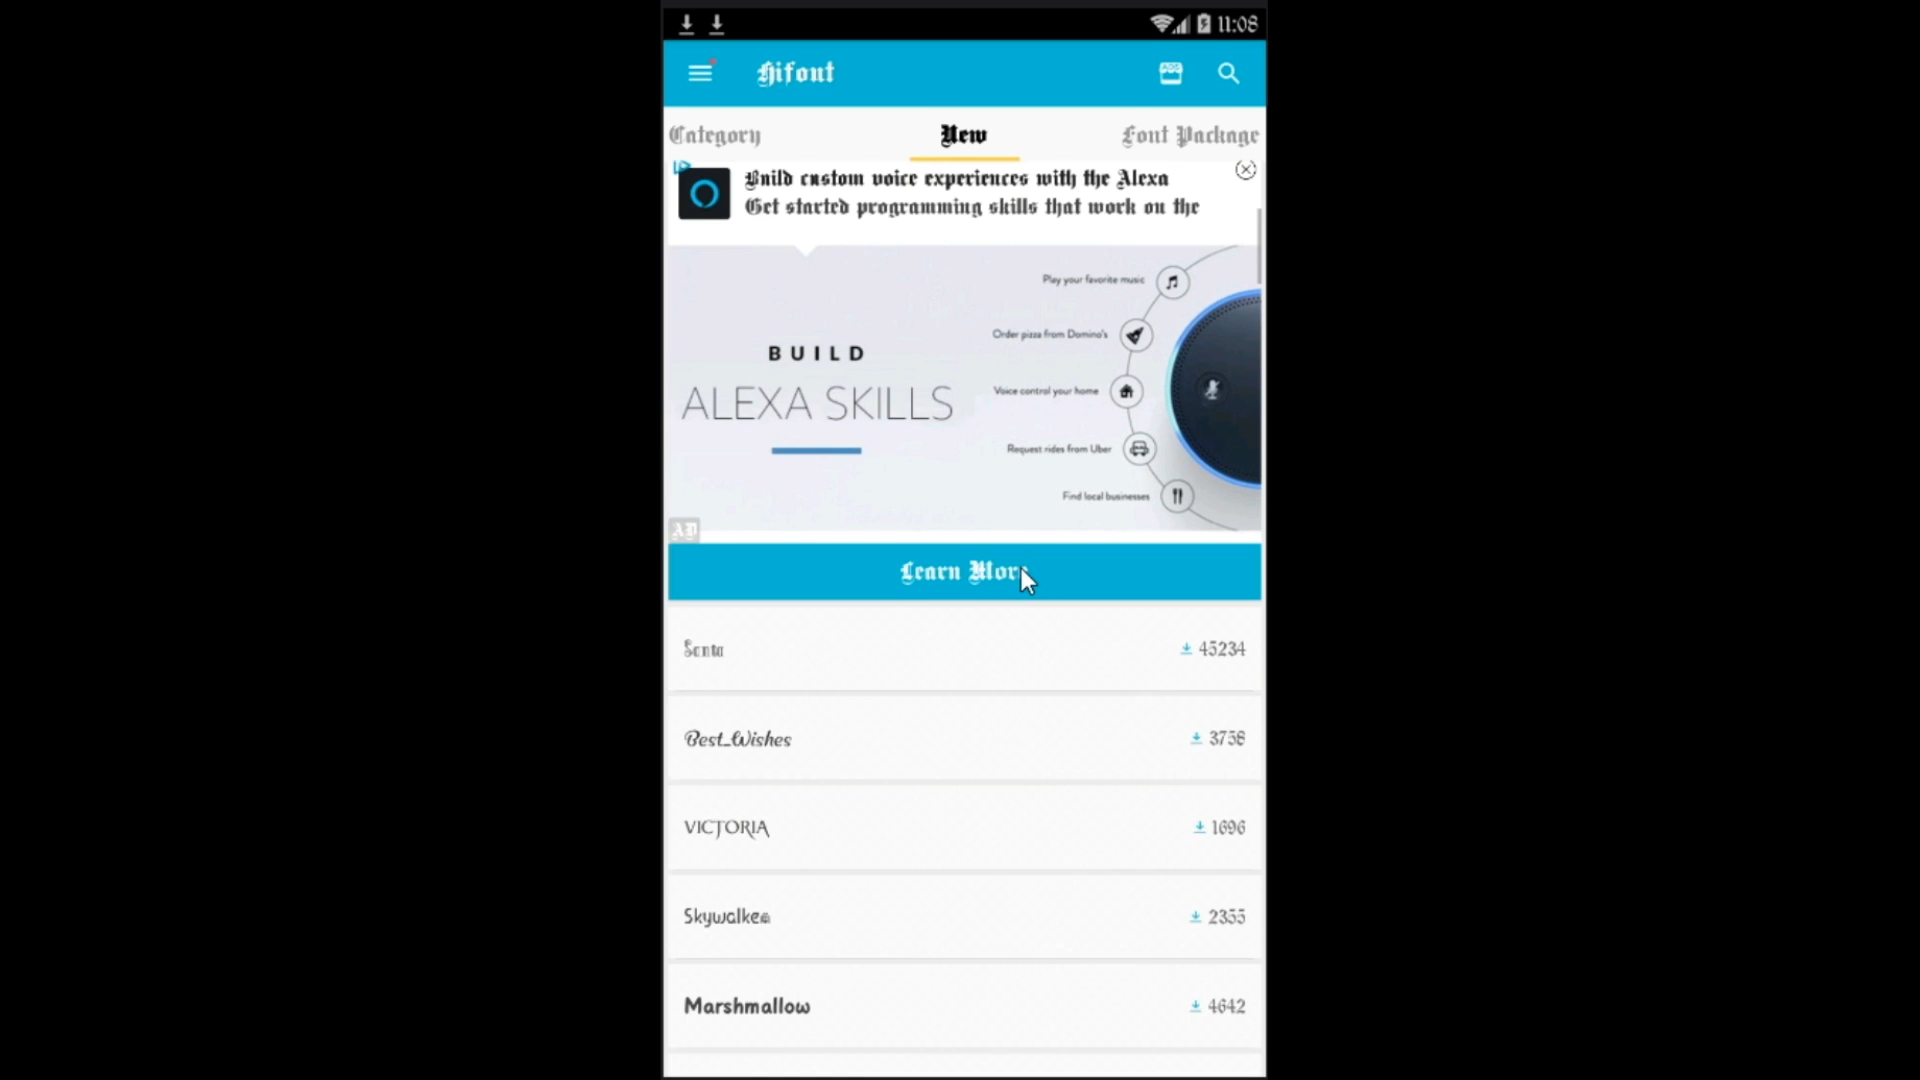 11:08
Hifont
ADS
Category New Font Package
Build custom voice experiences with the Alexa
Get started programming skills that work on the
Play your favorite music
Order pizza from Domino's
BUILD
ALEXA SKILLS
Voice control your home
Request rides from Uber
Find local businesses
AD
Learn More
Santa 45234
Best_Wishes 3758
VICTORIA 1696
Skywalker 2355
Marshmallow 4642